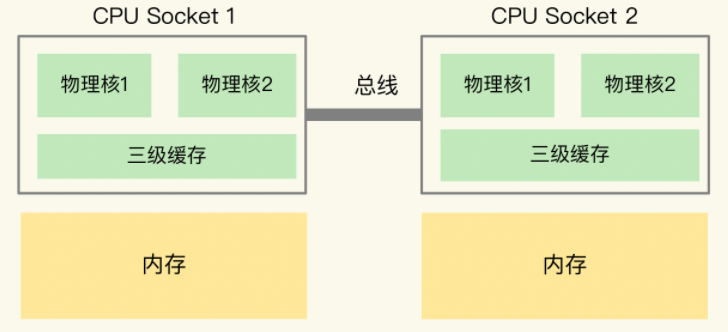 CPU Socket 1
CPU Socket 2
物理核1
物理核2
总线
物理核1
物理核2
三级缓存
三级缓存
内存
内存